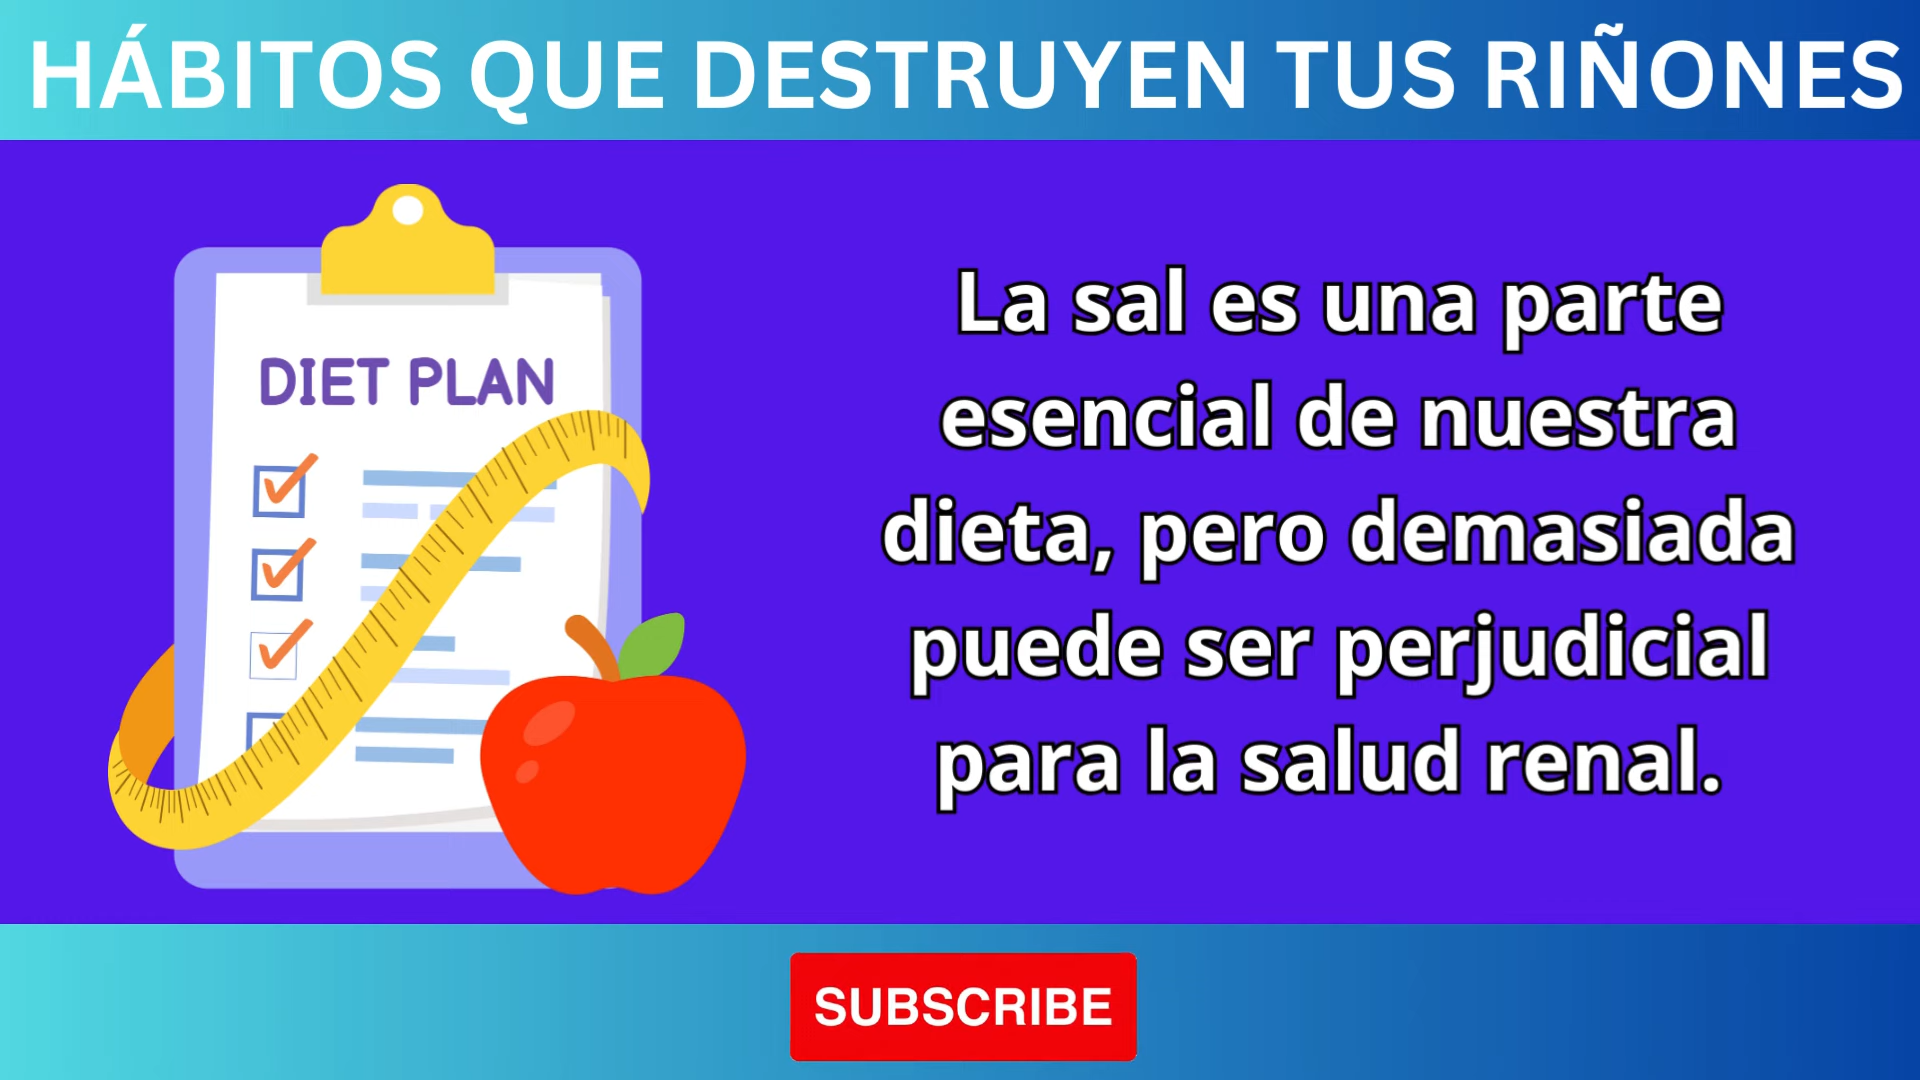 HÁBITOS QUE DESTRUYEN TUS RIÑONES
DIET PLAN
La sal es una parte
esencial de nuestra
dieta, pero demasiada
puede ser perjudicial
para la salud renal.
SUBSCRIBE